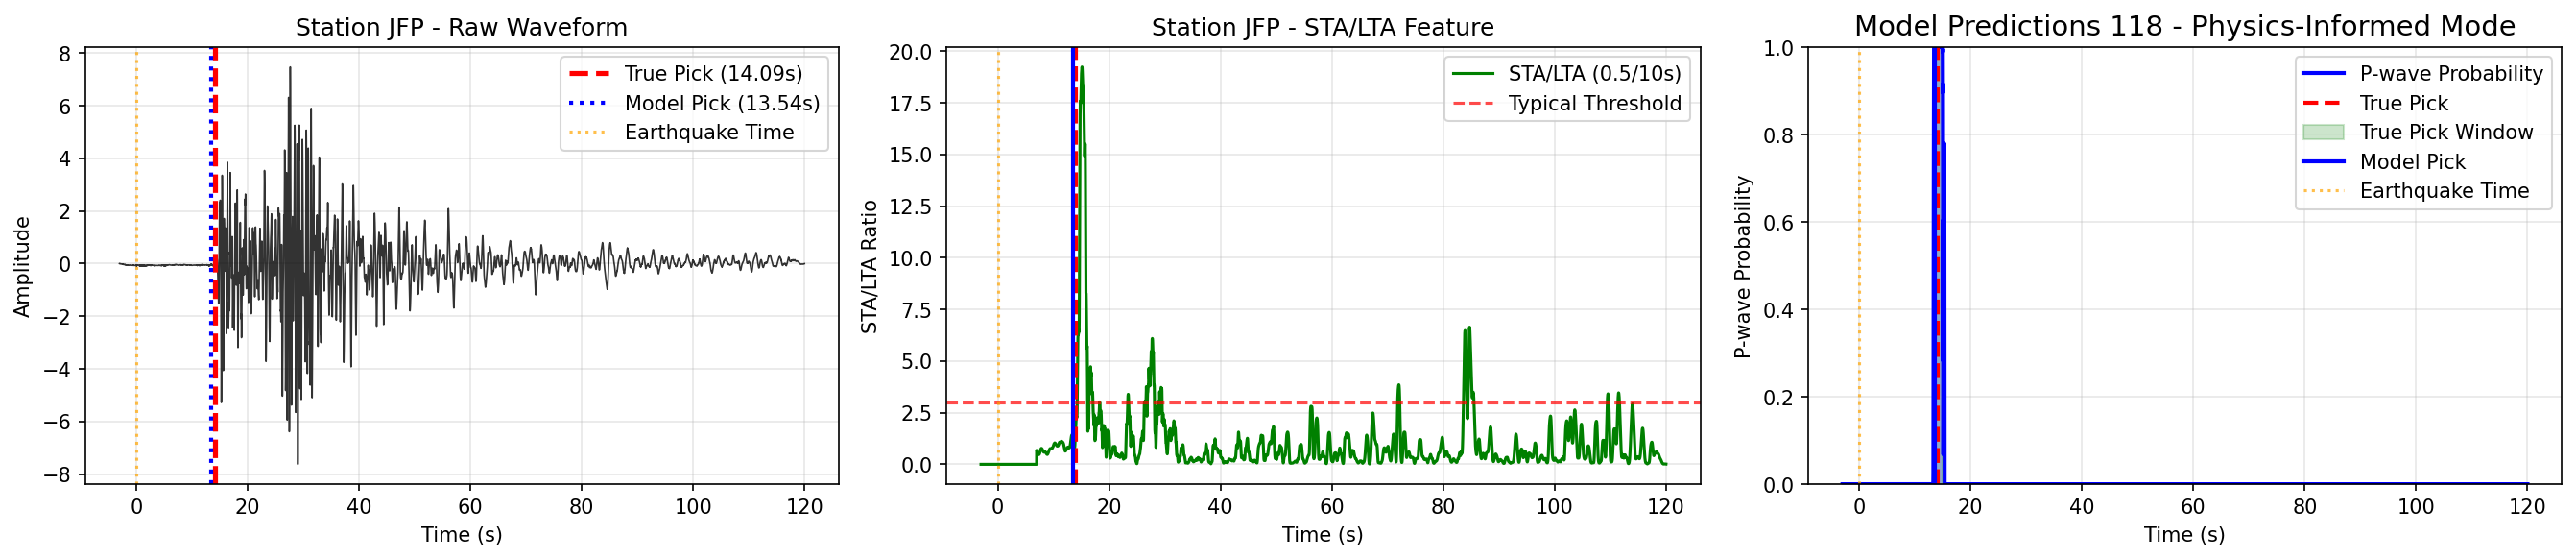 Station JFP - Raw Waveform
8
6
4
2
0
−2
−4
−6
−8
Amplitude
0
20
40
60
80
100
120
Time (s)
True Pick (14.09s)
Model Pick (13.54s)
Earthquake Time
Station JFP - STA/LTA Feature
20.0
17.5
15.0
12.5
10.0
7.5
5.0
2.5
0.0
STA/LTA Ratio
0
20
40
60
80
100
120
Time (s)
STA/LTA (0.5/10s)
Typical Threshold
Model Predictions 118 - Physics-Informed Mode
1.0
0.8
0.6
0.4
0.2
0.0
P-wave Probability
0
20
40
60
80
100
120
Time (s)
P-wave Probability
True Pick
True Pick Window
Model Pick
Earthquake Time